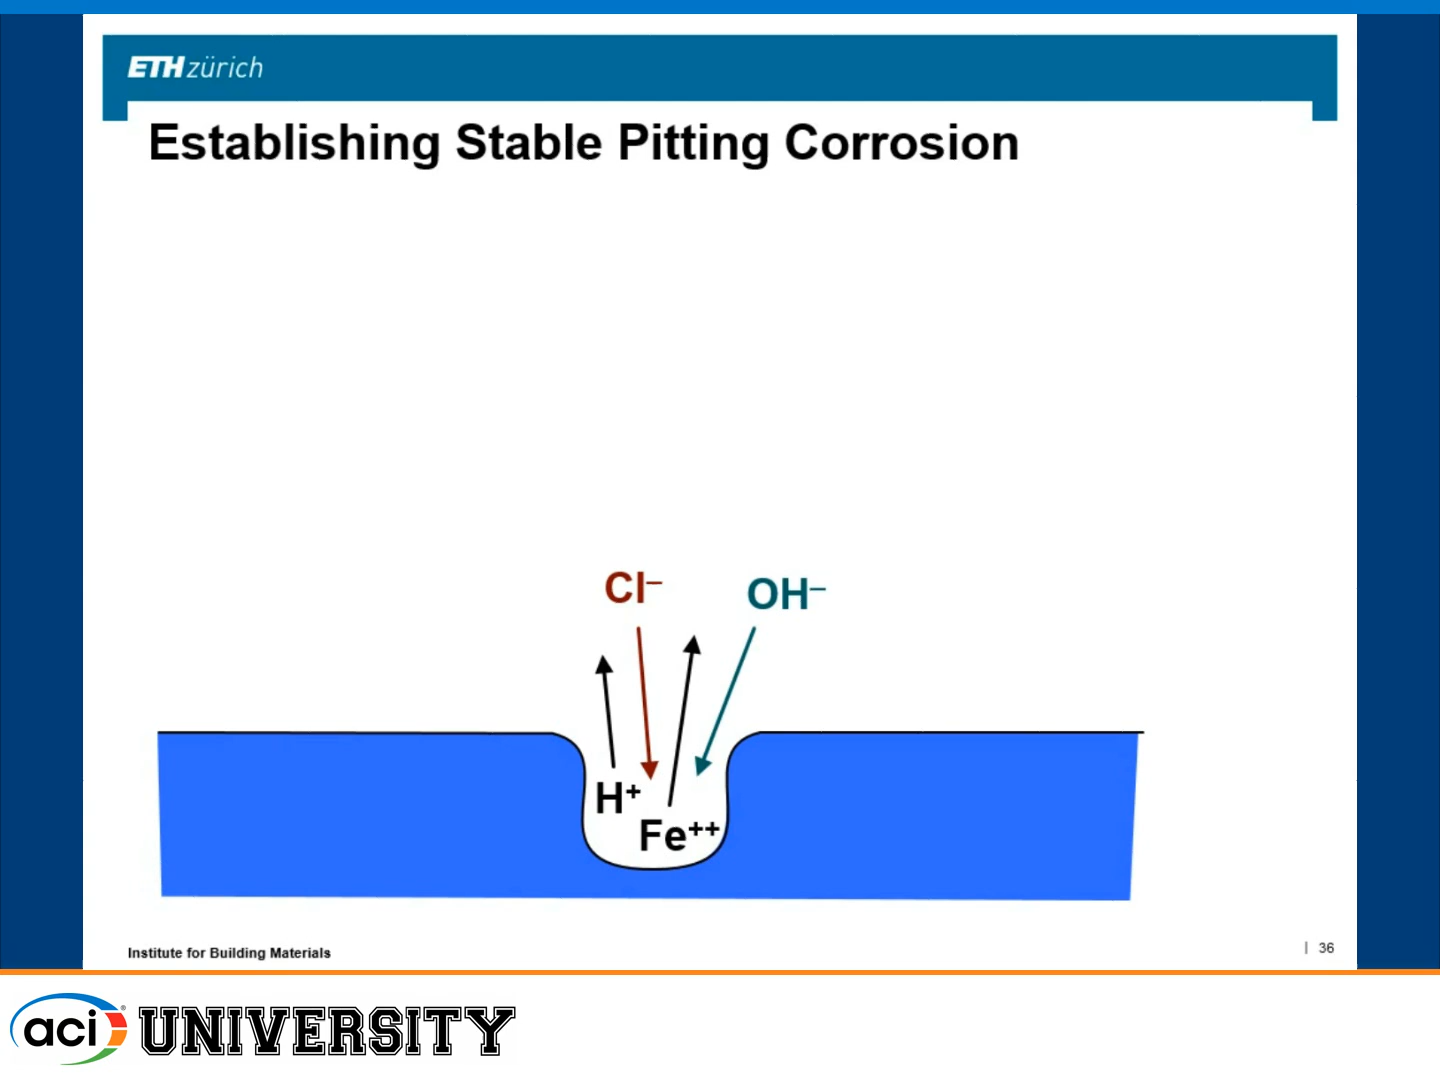 ETH zürich
Establishing Stable Pitting Corrosion
Cl–
OH–
H+
Fe++
Institute for Building Materials
| 36
aci UNIVERSITY